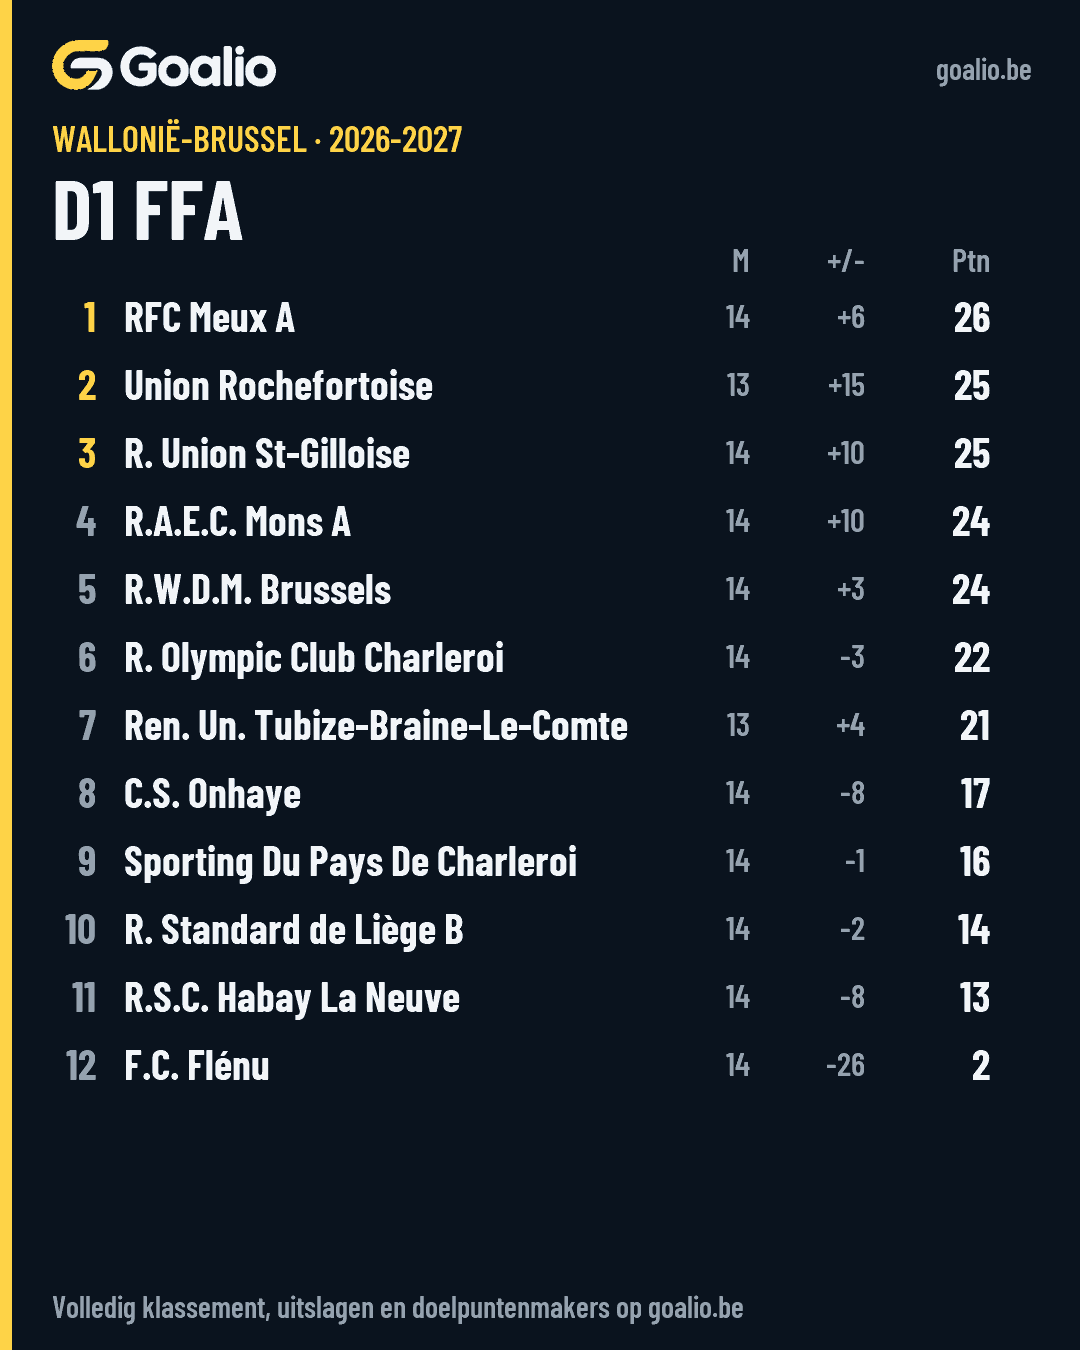 Goalio
goalio.be
WALLONIË-BRUSSEL · 2026-2027
D1 FFA
M +/- Ptn
1 RFC Meux A 14 +6 26
2 Union Rochefortoise 13 +15 25
3 R. Union St-Gilloise 14 +10 25
4 R.A.E.C. Mons A 14 +10 24
5 R.W.D.M. Brussels 14 +3 24
6 R. Olympic Club Charleroi 14 -3 22
7 Ren. Un. Tubize-Braine-Le-Comte 13 +4 21
8 C.S. Onhaye 14 -8 17
9 Sporting Du Pays De Charleroi 14 -1 16
10 R. Standard de Liège B 14 -2 14
11 R.S.C. Habay La Neuve 14 -8 13
12 F.C. Flénu 14 -26 2
Volledig klassement, uitslagen en doelpuntenmakers op goalio.be